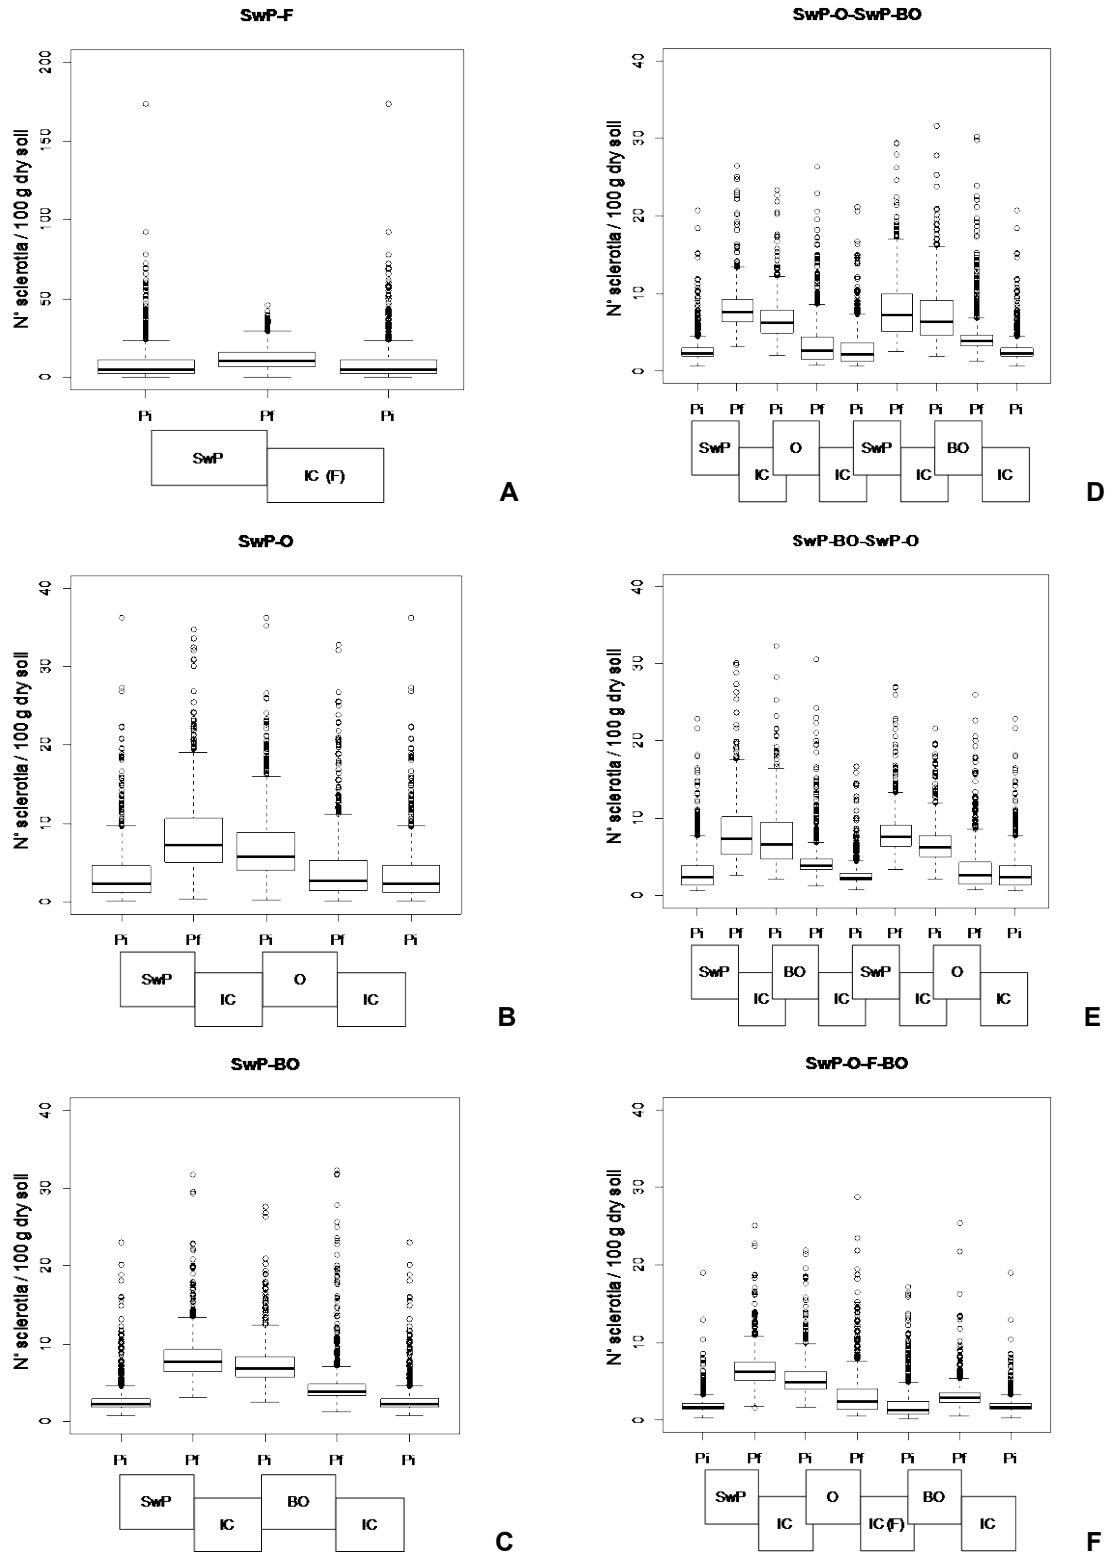 SwP-F
N° sclerotia / 100 g dry soil
200
150
100
50
0
Pi Pf Pi
SwP
IC (F)
A
SwP-O
N° sclerotia / 100 g dry soil
40
30
20
10
0
Pi Pf Pi Pf Pi
SwP O
IC IC
B
SwP-BO
N° sclerotia / 100 g dry soil
40
30
20
10
0
Pi Pf Pi Pf Pi
SwP BO
IC IC
C
SwP-O-SwP-BO
N° sclerotia / 100 g dry soil
40
30
20
10
0
Pi Pf Pi Pf Pi Pf Pi Pf Pi
SwP O SwP BO
IC IC IC IC
D
SwP-BO-SwP-O
N° sclerotia / 100 g dry soil
40
30
20
10
0
Pi Pf Pi Pf Pi Pf Pi Pf Pi
SwP BO SwP O
IC IC IC IC
E
SwP-O-F-BO
N° sclerotia / 100 g dry soil
40
30
20
10
0
Pi Pf Pi Pf Pi Pf Pi
SwP O BO
IC IC (F) IC
F